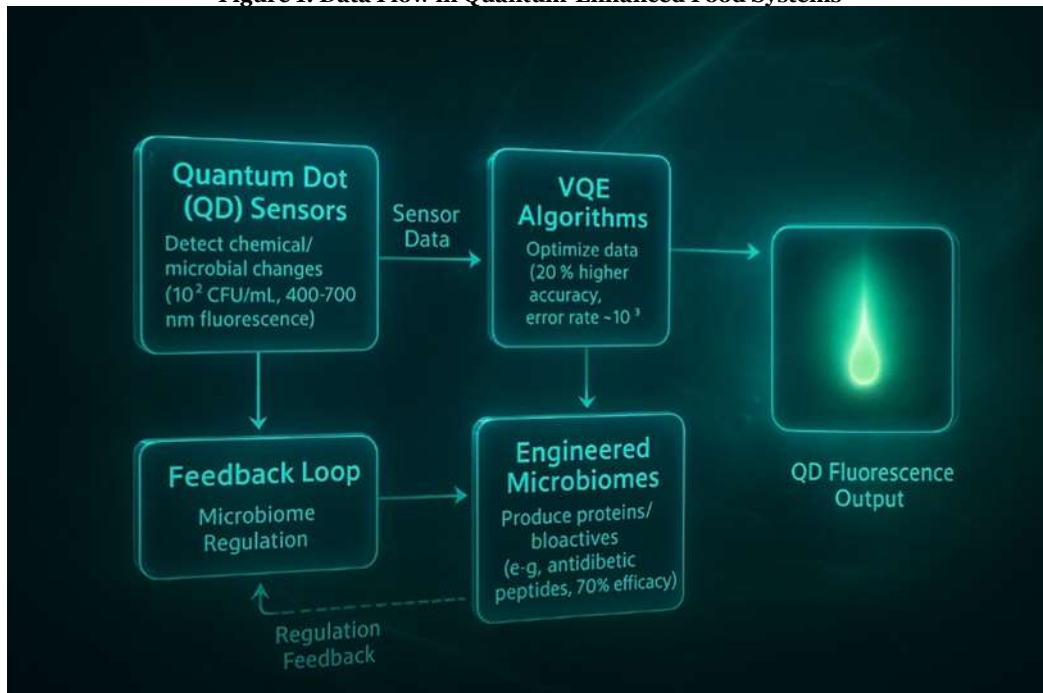 Figure 1. Data Flow in Quantum-Enhanced Food Systems
Quantum Dot
(QD) Sensors
Detect chemical/
microbial changes
(10² CFU/mL, 400-700
nm fluorescence)
Sensor
Data
VQE
Algorithms
Optimize data
(20 % higher
accuracy,
error rate ~10 ³
QD Fluorescence
Output
Feedback Loop
Microbiome
Regulation
Engineered
Microbiomes
Produce proteins/
bloactives
(e-g, antidibetic
peptides, 70% efficacy)
Regulation
Feedback